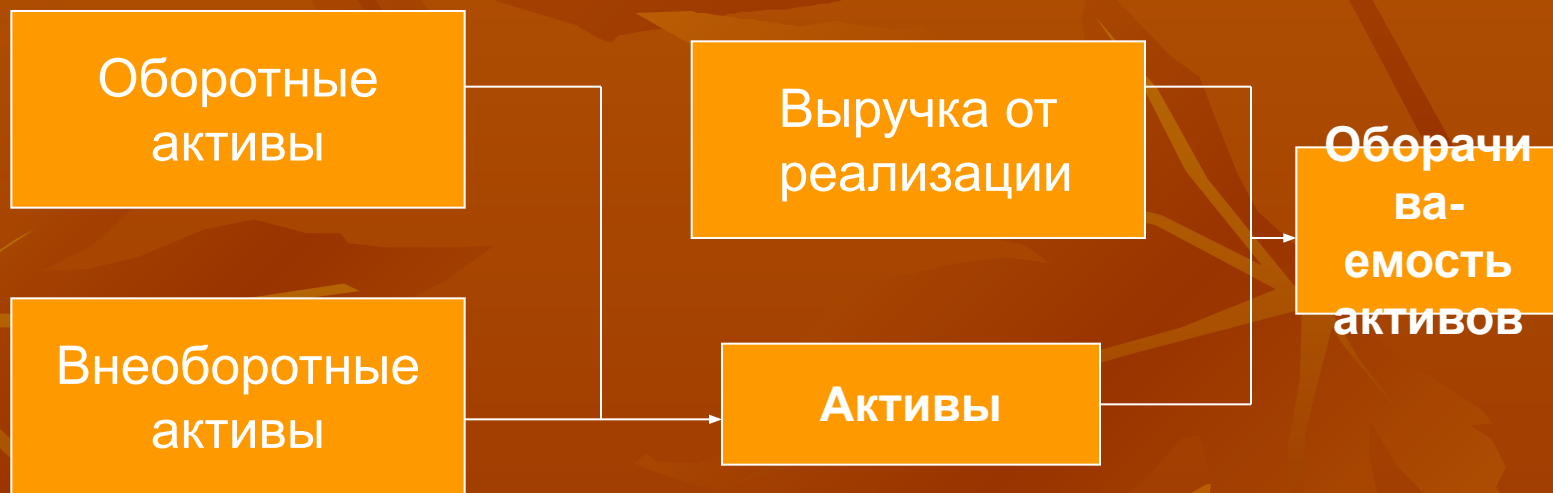 Оборотные
активы
Выручка от
реализации
Оборачи
ва-
емость
активов
Внеоборотные
активы
Активы